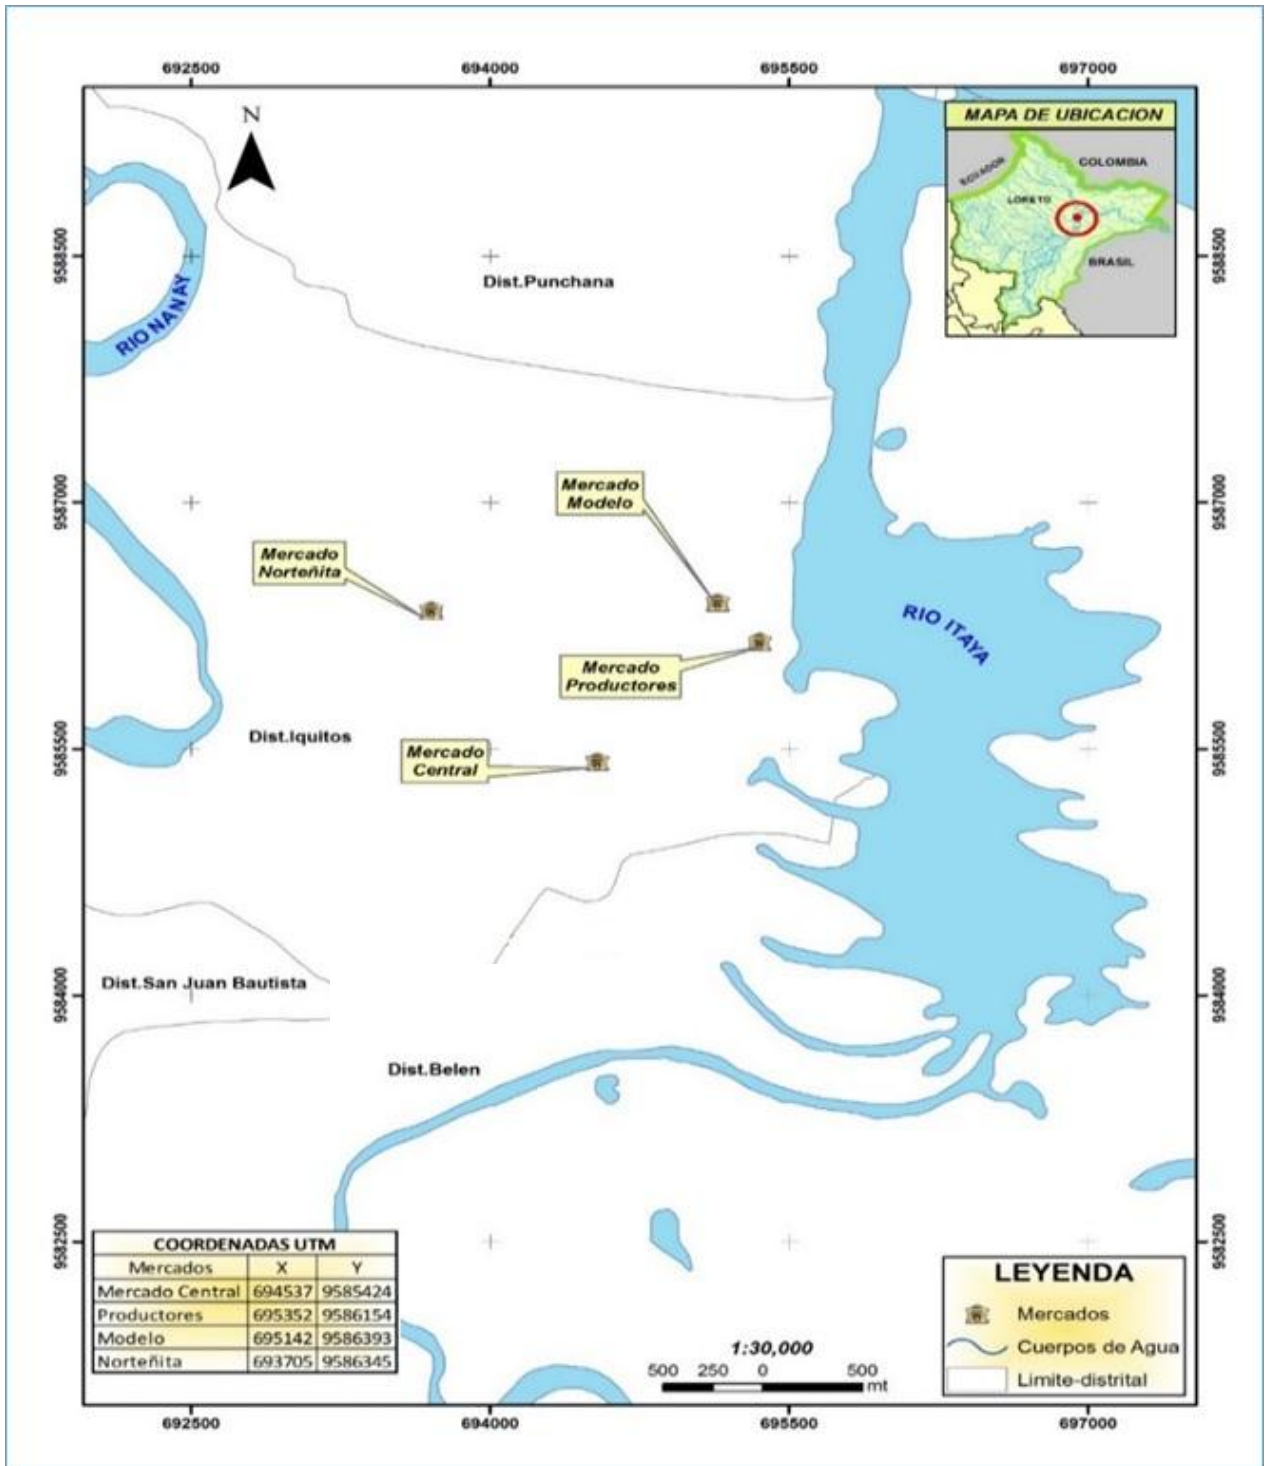 692500 694000 695500 697000
N
MAPA DE UBICACION
ECUADOR
COLOMBIA
LORETO
BRASIL
9588500
9588500
Dist.Punchana
RIO NANAY
9587000
9587000
Mercado
Modelo
Mercado
Norteñita
RIO ITAYA
Mercado
Productores
9585500
9585500
Dist.Iquitos
Mercado
Central
9584000
9584000
Dist.San Juan Bautista
Dist.Belen
9582500
9582500
COORDENADAS UTM
Mercados X Y
Mercado Central 694537 9585424
Productores 695352 9586154
Modelo 695142 9586393
Norteñita 693705 9586345
1:30,000
500 250 0 500
mt
LEYENDA
Mercados
Cuerpos de Agua
Limite-distrital
692500 694000 695500 697000